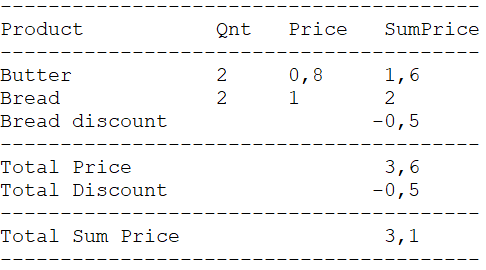 ----------------------------------------
Product            Qnt   Price   SumPrice
----------------------------------------
Butter             2     0,8     1,6
Bread              2     1       2
Bread discount                  -0,5
----------------------------------------
Total Price                      3,6
Total Discount                  -0,5
----------------------------------------
Total Sum Price                  3,1
----------------------------------------